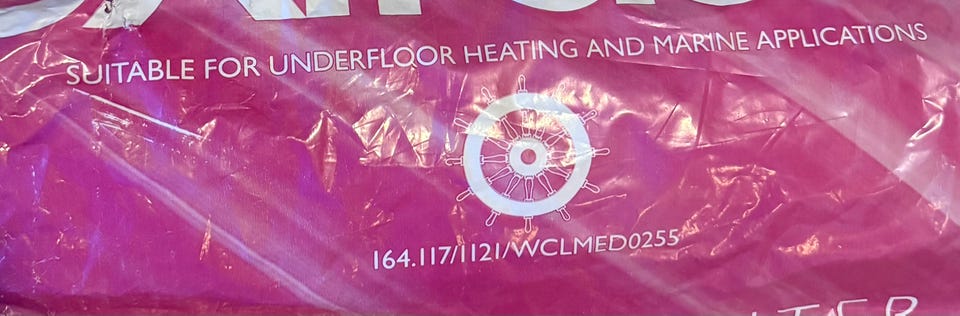 SUITABLE FOR UNDERFLOOR HEATING AND MARINE APPLICATIONS
164.117/1121/WCLMED0255